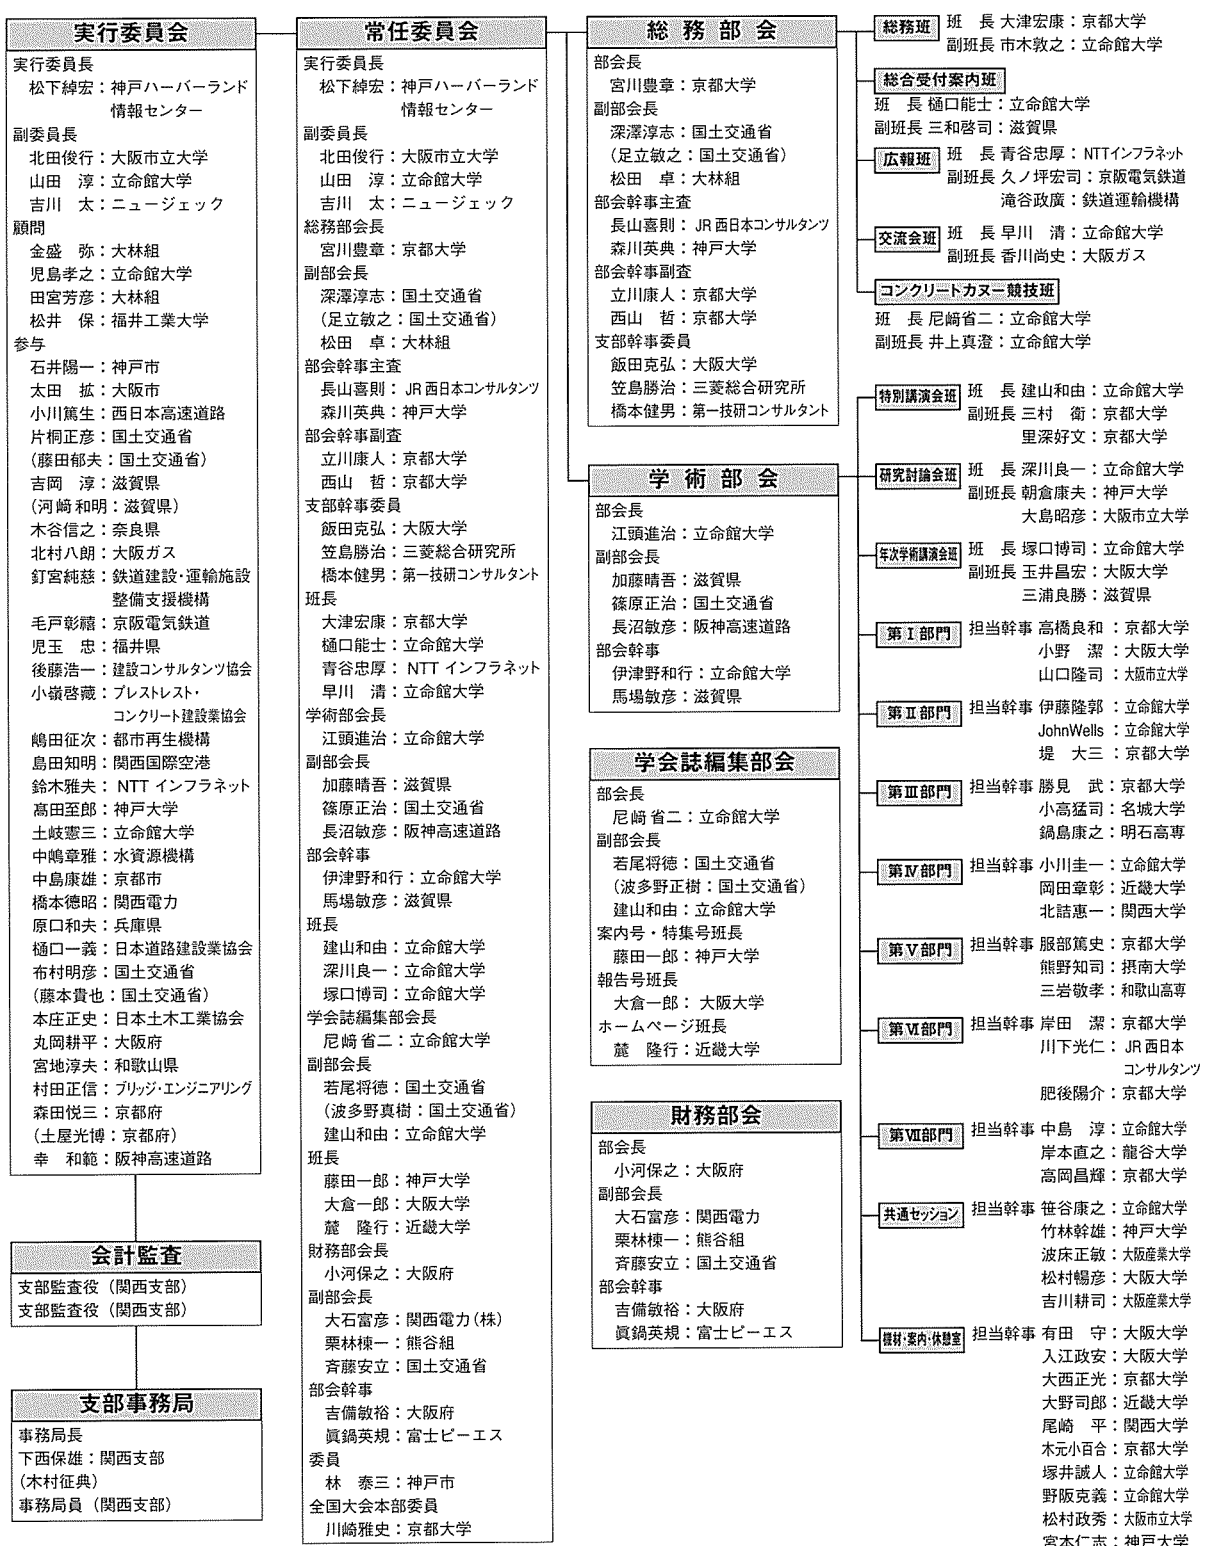 実行委員会
実行委員長
松下綽宏：神戸ハーバーランド
情報センター
副委員長
北田俊行：大阪市立大学
山田　淳：立命館大学
吉川　太：ニュージェック
顧問
金盛　弥：大林組
児島孝之：立命館大学
田宮芳彦：大林組
松井　保：福井工業大学
参与
石井陽一：神戸市
太田　拡：大阪市
小川篤生：西日本高速道路
片桐正彦：国土交通省
(藤田郁夫：国土交通省)
吉岡　淳：滋賀県
(河﨑和明：滋賀県)
木谷信之：奈良県
北村八朗：大阪ガス
釘宮純慈：鉄道建設・運輸施設
整備支援機構
毛戸彰禧：京阪電気鉄道
児玉　忠：福井県
後藤浩一：建設コンサルタンツ協会
小嶺啓藏：プレストレスト・
コンクリート建設業協会
嶋田征次：都市再生機構
島田知明：関西国際空港
鈴木雅夫：NTT インフラネット
髙田至郎：神戸大学
土岐憲三：立命館大学
中嶋章雅：水資源機構
中島康雄：京都市
橋本徳昭：関西電力
原口和夫：兵庫県
樋口一義：日本道路建設業協会
布村明彦：国土交通省
(藤本貴也：国土交通省)
本庄正史：日本土木工業協会
丸岡耕平：大阪府
宮地淳夫：和歌山県
村田正信：ブリッジ・エンジニアリング
森田悦三：京都府
(土屋光博：京都府)
幸　和範：阪神高速道路
会計監査
支部監査役（関西支部）
支部監査役（関西支部）
支部事務局
事務局長
下西保雄：関西支部
(木村征典)
事務局員（関西支部）
常任委員会
実行委員長
松下綽宏：神戸ハーバーランド
情報センター
副委員長
北田俊行：大阪市立大学
山田　淳：立命館大学
吉川　太：ニュージェック
総務部会長
宮川豊章：京都大学
副部会長
深澤淳志：国土交通省
(足立敏之：国土交通省)
松田　卓：大林組
部会幹事主査
長山喜則：JR西日本コンサルタンツ
森川英典：神戸大学
部会幹事副査
立川康人：京都大学
西山　哲：京都大学
支部幹事委員
飯田克弘：大阪大学
笠島勝治：三菱総合研究所
橋本健男：第一技研コンサルタント
班長
大津宏康：京都大学
樋口能士：立命館大学
青谷忠厚：NTT インフラネット
早川　清：立命館大学
学術部会長
江頭進治：立命館大学
副部会長
加藤晴吾：滋賀県
篠原正治：国土交通省
長沼敏彦：阪神高速道路
部会幹事
伊津野和行：立命館大学
馬場敏彦：滋賀県
班長
建山和由：立命館大学
深川良一：立命館大学
塚口博司：立命館大学
学会誌編集部会長
尼﨑省二：立命館大学
副部会長
若尾将徳：国土交通省
(波多野真樹：国土交通省)
建山和由：立命館大学
班長
藤田一郎：神戸大学
大倉一郎：大阪大学
麓　隆行：近畿大学
財務部会長
小河保之：大阪府
副部会長
大石富彦：関西電力(株)
栗林棟一：熊谷組
斉藤安立：国土交通省
部会幹事
吉備敏裕：大阪府
眞鍋英規：富士ピーエス
委員
林　泰三：神戸市
全国大会本部委員
川崎雅史：京都大学
総務部会
部会長
宮川豊章：京都大学
副部会長
深澤淳志：国土交通省
(足立敏之：国土交通省)
松田　卓：大林組
部会幹事主査
長山喜則：JR西日本コンサルタンツ
森川英典：神戸大学
部会幹事副査
立川康人：京都大学
西山　哲：京都大学
支部幹事委員
飯田克弘：大阪大学
笠島勝治：三菱総合研究所
橋本健男：第一技研コンサルタント
学術部会
部会長
江頭進治：立命館大学
副部会長
加藤晴吾：滋賀県
篠原正治：国土交通省
長沼敏彦：阪神高速道路
部会幹事
伊津野和行：立命館大学
馬場敏彦：滋賀県
学会誌編集部会
部会長
尼﨑省二：立命館大学
副部会長
若尾将徳：国土交通省
(波多野正樹：国土交通省)
建山和由：立命館大学
案内号・特集号班長
藤田一郎：神戸大学
報告号班長
大倉一郎：大阪大学
ホームページ班長
麓　隆行：近畿大学
財務部会
部会長
小河保之：大阪府
副部会長
大石富彦：関西電力
栗林棟一：熊谷組
斉藤安立：国土交通省
部会幹事
吉備敏裕：大阪府
眞鍋英規：富士ピーエス
総務班　班　長 大津宏康：京都大学
副班長 市木敦之：立命館大学
総合受付案内班
班　長 樋口能士：立命館大学
副班長 三和啓司：滋賀県
広報班　班　長 青谷忠厚：NTTインフラネット
副班長 久ノ坪宏司：京阪電気鉄道
滝谷政廣：鉄道運輸機構
交流会班　班　長 早川　清：立命館大学
副班長 香川尚史：大阪ガス
コンクリートカヌー競技班
班　長 尼﨑省二：立命館大学
副班長 井上真澄：立命館大学
特別講演会班　班　長 建山和由：立命館大学
副班長 三村　衛：京都大学
里深好文：京都大学
研究討論会班　班　長 深川良一：立命館大学
副班長 朝倉康夫：神戸大学
大島昭彦：大阪市立大学
年次学術講演会班　班　長 塚口博司：立命館大学
副班長 玉井昌宏：大阪大学
三浦良勝：滋賀県
第Ⅰ部門　担当幹事 高橋良和：京都大学
小野　潔：大阪大学
山口隆司：大阪市立大学
第Ⅱ部門　担当幹事 伊藤隆郭：立命館大学
JohnWells：立命館大学
堤　大三：京都大学
第Ⅲ部門　担当幹事 勝見　武：京都大学
小高猛司：名城大学
鍋島康之：明石高専
第Ⅳ部門　担当幹事 小川圭一：立命館大学
岡田章彰：近畿大学
北詰恵一：関西大学
第Ⅴ部門　担当幹事 服部篤史：京都大学
熊野知司：摂南大学
三岩敬孝：和歌山高専
第Ⅵ部門　担当幹事 岸田　潔：京都大学
川下光仁：JR西日本
コンサルタンツ
肥後陽介：京都大学
第Ⅶ部門　担当幹事 中島　淳：立命館大学
岸本直之：龍谷大学
高岡昌輝：京都大学
共通セッション　担当幹事 笹谷康之：立命館大学
竹林幹雄：神戸大学
波床正敏：大阪産業大学
松村暢彦：大阪大学
吉川耕司：大阪産業大学
機材・案内・休憩室　担当幹事 有田　守：大阪大学
入江政安：大阪大学
大西正光：京都大学
大野司郎：近畿大学
尾崎　平：関西大学
木元小百合：京都大学
塚井誠人：立命館大学
野阪克義：立命館大学
松村政秀：大阪市立大学
宮本仁志：神戸大学